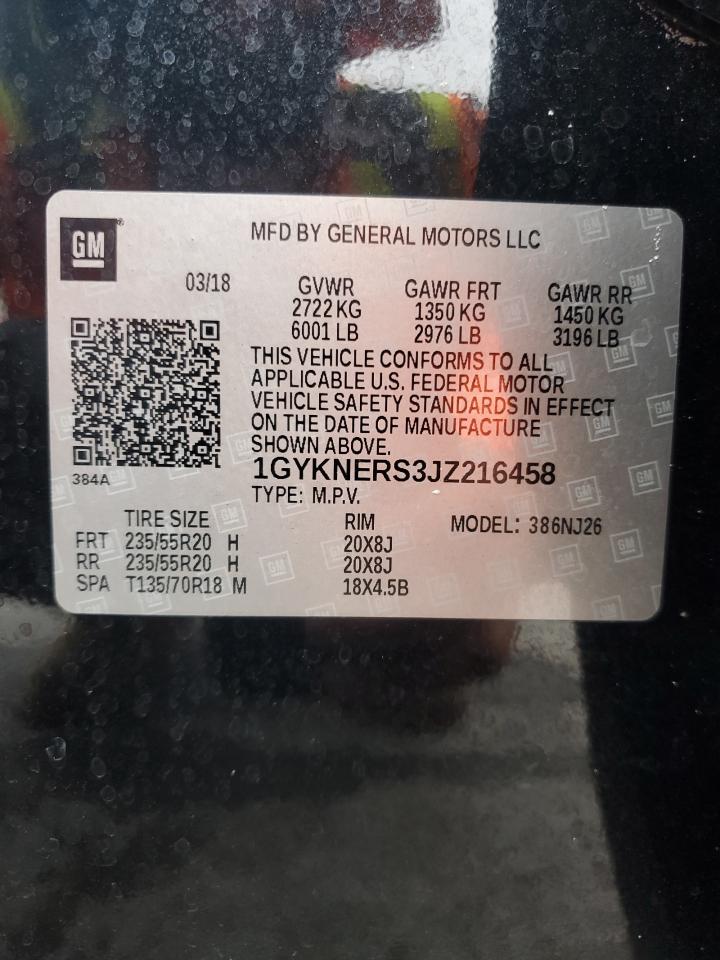 GM
MFD BY GENERAL MOTORS LLC
03/18 GVWR GAWR FRT GAWR RR
2722 KG 1350 KG 1450 KG
6001 LB 2976 LB 3196 LB
THIS VEHICLE CONFORMS TO ALL
APPLICABLE U.S. FEDERAL MOTOR
VEHICLE SAFETY STANDARDS IN EFFECT
ON THE DATE OF MANUFACTURE
SHOWN ABOVE.
384A
1GYKNERS3JZ216458
TYPE: M.P.V.
TIRE SIZE RIM MODEL: 386NJ26
FRT 235/55R20 H 20X8J
RR 235/55R20 H 20X8J
SPA T135/70R18 M 18X4.5B